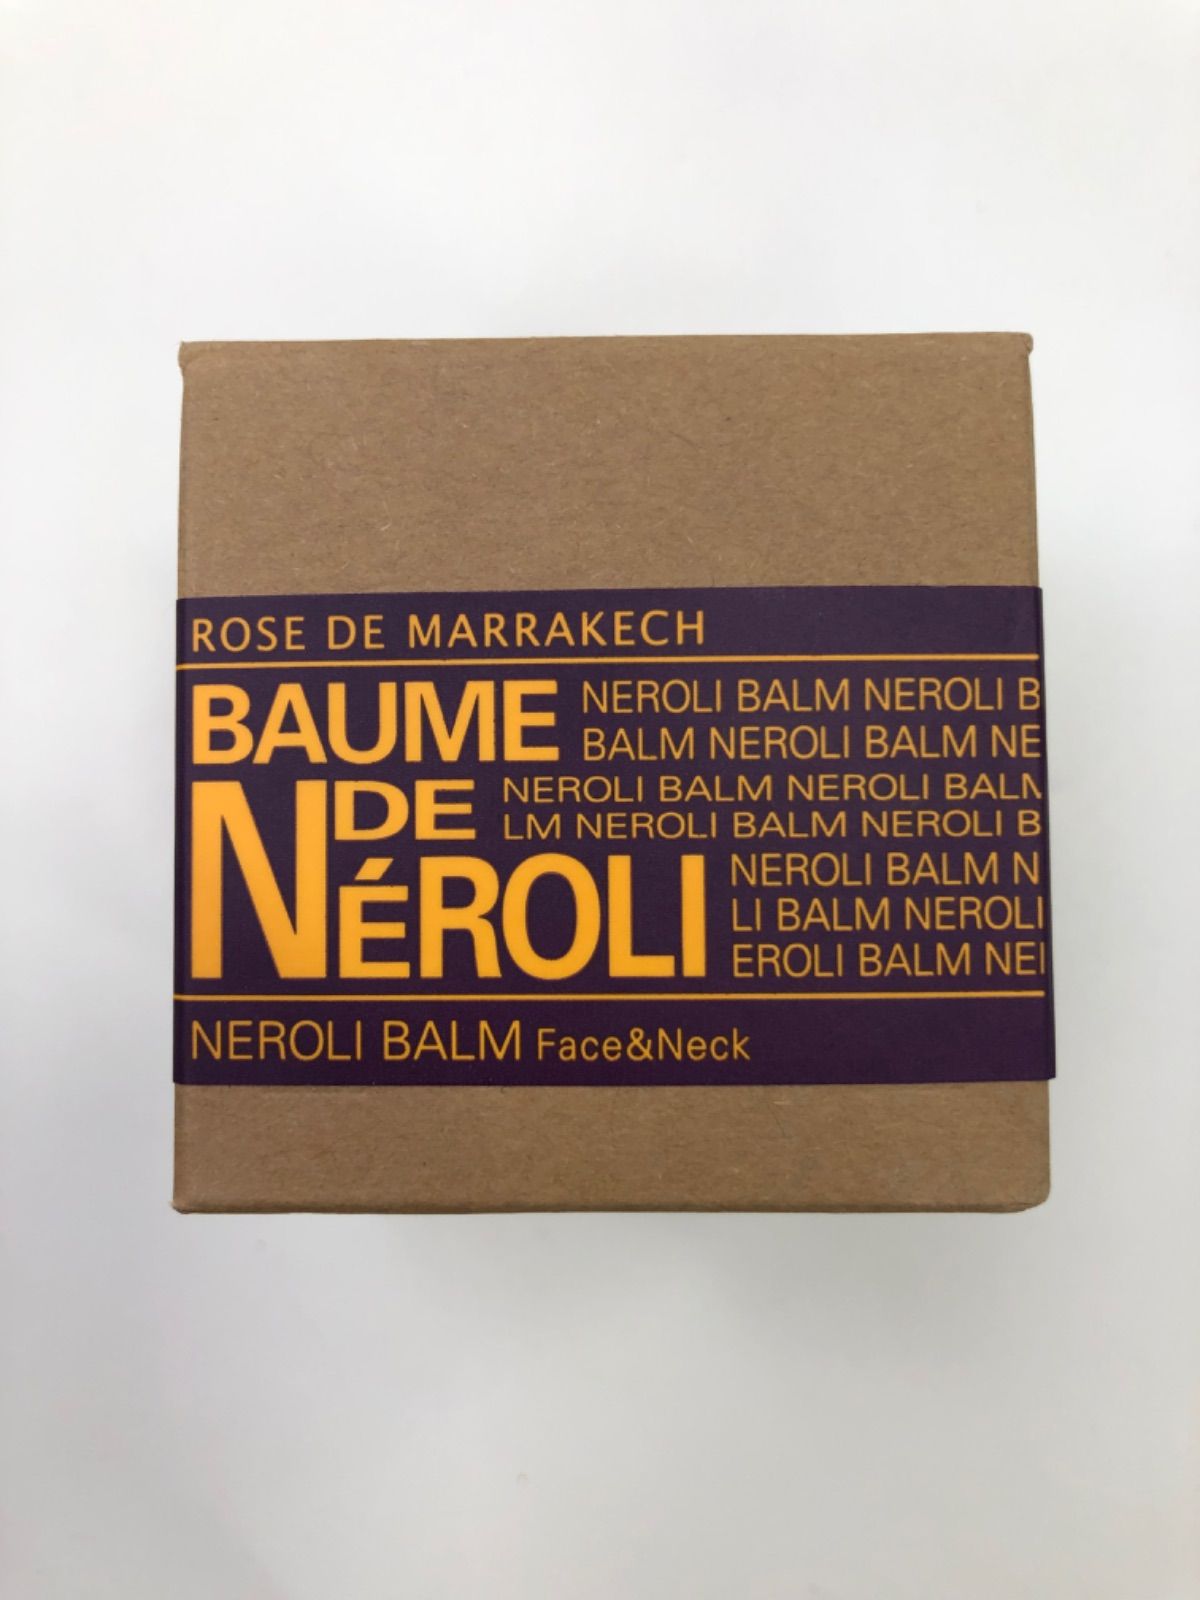 ROSE DE MARRAKECH
BAUME
DE
NÉROLI
NEROLI BALM NEROLI B
BALM NEROLI BALM NE
NEROLI BALM NEROLI BALM
LM NEROLI BALM NEROLI B
NEROLI BALM N
LI BALM NEROLI
EROLI BALM NE
NEROLI BALM Face&Neck